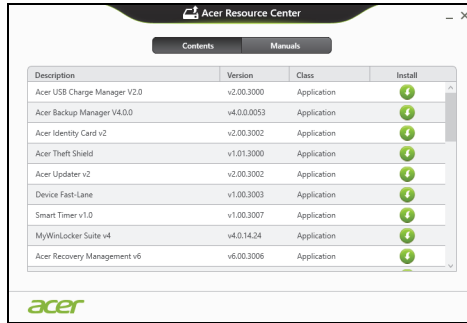 Acer Resource Center
Contents Manuals
Description Version Class Install
Acer USB Charge Manager V2.0 v2.00.3000 Application
Acer Backup Manager V4.0.0 v4.0.0.0053 Application
Acer Identity Card v2 v2.00.3002 Application
Acer Theft Shield v1.01.3000 Application
Acer Updater v2 v2.00.3002 Application
Device Fast-Lane v1.00.3003 Application
Smart Timer v1.0 v1.00.3007 Application
MyWinLocker Suite v4 v4.0.14.24 Application
Acer Recovery Management v6 v6.00.3006 Application
acer